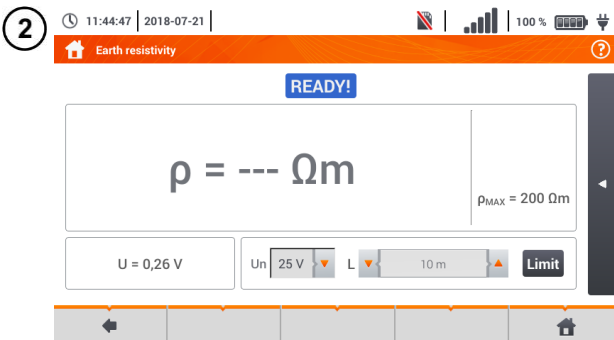 2
11:44:47 2018-07-21 100 %
Earth resistivity ?
READY!
ρ = --- Ωm
ρMAX = 200 Ωm
U = 0,26 V Un 25 V L 10 m Limit